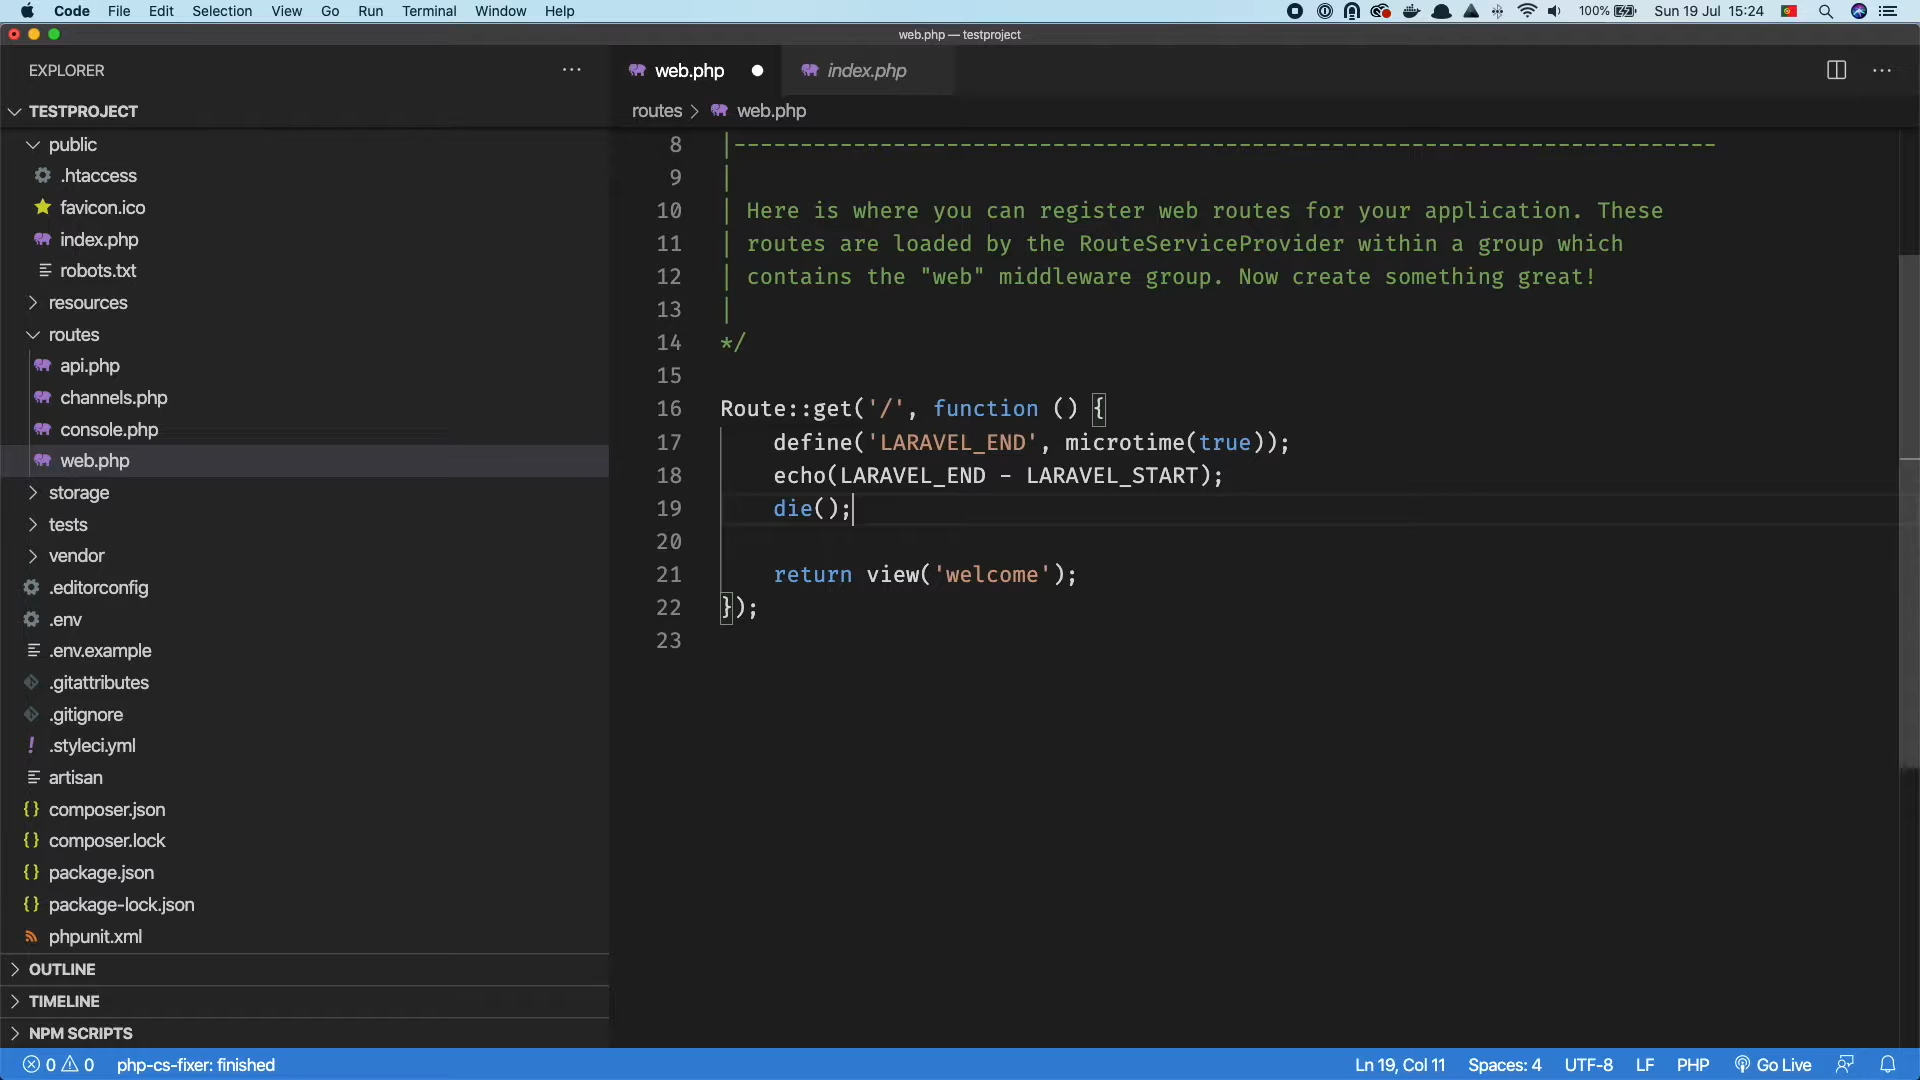 Code File Edit Selection View Go Run Terminal Window Help
100% Sun 19 Jul 15:24
web.php — testproject
EXPLORER
TESTPROJECT
public
.htaccess
favicon.ico
index.php
robots.txt
resources
routes
api.php
channels.php
console.php
web.php
storage
tests
vendor
.editorconfig
.env
.env.example
.gitattributes
.gitignore
.styleci.yml
artisan
composer.json
composer.lock
package.json
package-lock.json
phpunit.xml
OUTLINE
TIMELINE
NPM SCRIPTS
web.php index.php
routes > web.php
8 |--------------------------------------------------------------------------
9 |
10 | Here is where you can register web routes for your application. These
11 | routes are loaded by the RouteServiceProvider within a group which
12 | contains the "web" middleware group. Now create something great!
13 |
14 */
15
16 Route::get('/', function () {
17 define('LARAVEL_END', microtime(true));
18 echo(LARAVEL_END - LARAVEL_START);
19 die();
20
21 return view('welcome');
22 });
23
0 0 php-cs-fixer: finished
Ln 19, Col 11 Spaces: 4 UTF-8 LF PHP Go Live